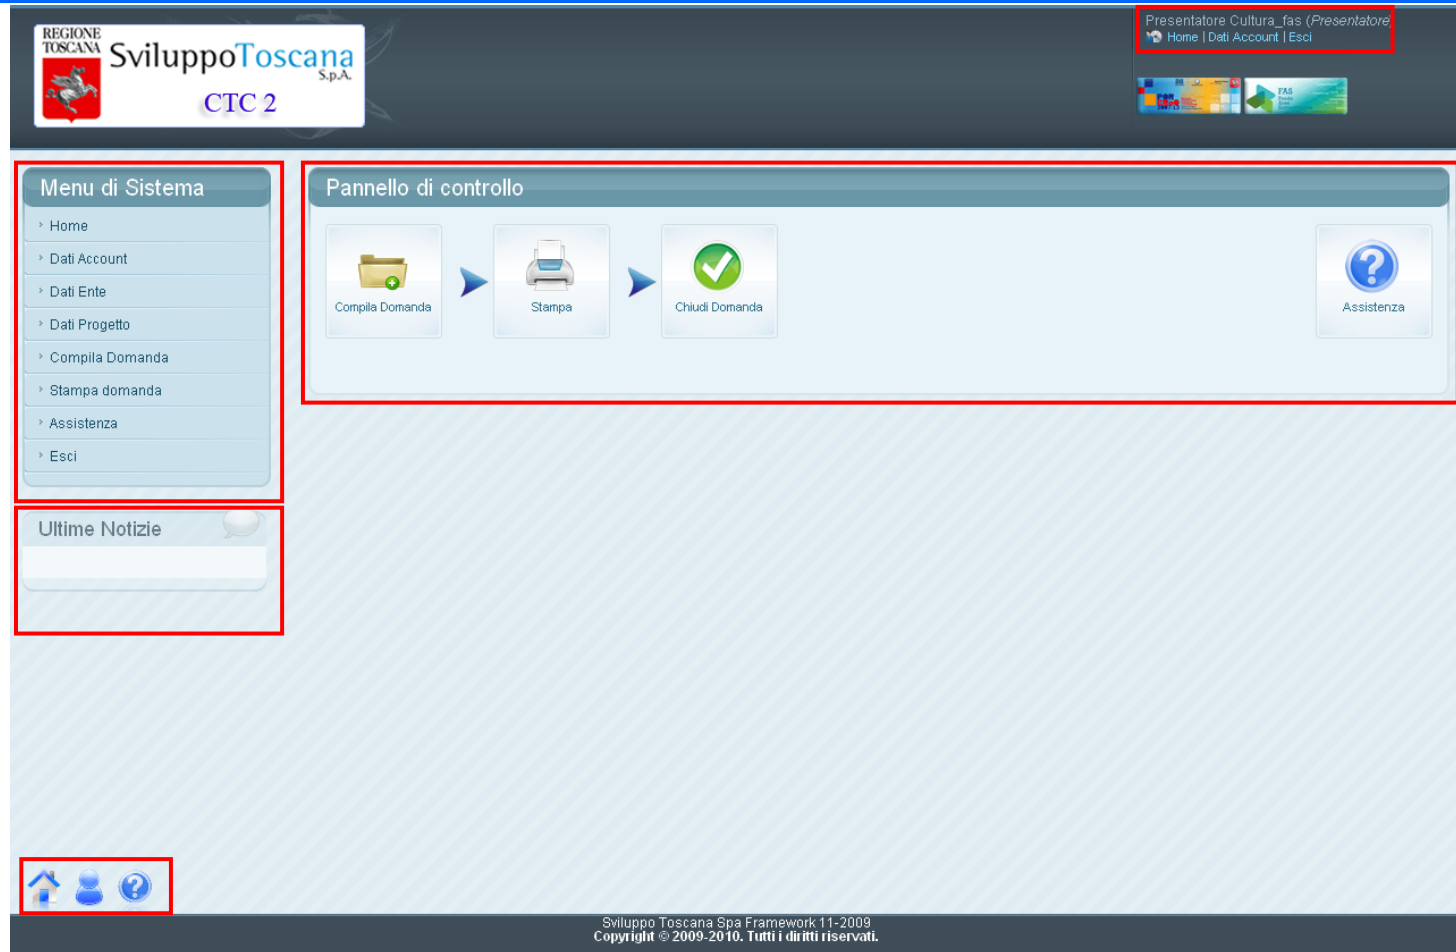 REGIONE
TOSCANA
SviluppoToscana
S.p.A.
CTC 2
Presentatore Cultura_fas (Presentatore)
Home | Dati Account | Esci
FAS
Menu di Sistema
Home
Dati Account
Dati Ente
Dati Progetto
Compila Domanda
Stampa domanda
Assistenza
Esci
Pannello di controllo
Compila Domanda
Stampa
Chiudi Domanda
Assistenza
Ultime Notizie
Sviluppo Toscana Spa Framework 11-2009
Copyright © 2009-2010. Tutti i diritti riservati.